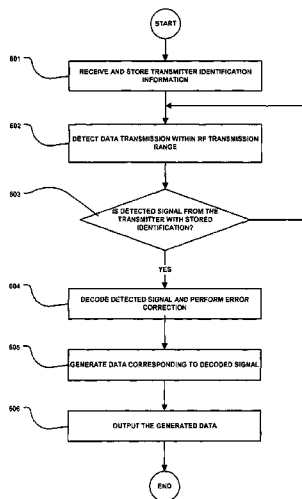 START
601
RECEIVE AND STORE TRANSMITTER IDENTIFICATION
INFORMATION
602
DETECT DATA TRANSMISSION WITHIN RF TRANSMISSION
RANGE
603
IS DETECTED SIGNAL FROM THE
TRANSMITTER WITH STORED
IDENTIFICATION?
YES
604
DECODE DETECTED SIGNAL AND PERFORM ERROR
CORRECTION
605
GENERATE DATA CORRESPONDING TO DECODED SIGNAL
606
OUTPUT THE GENERATED DATA
END